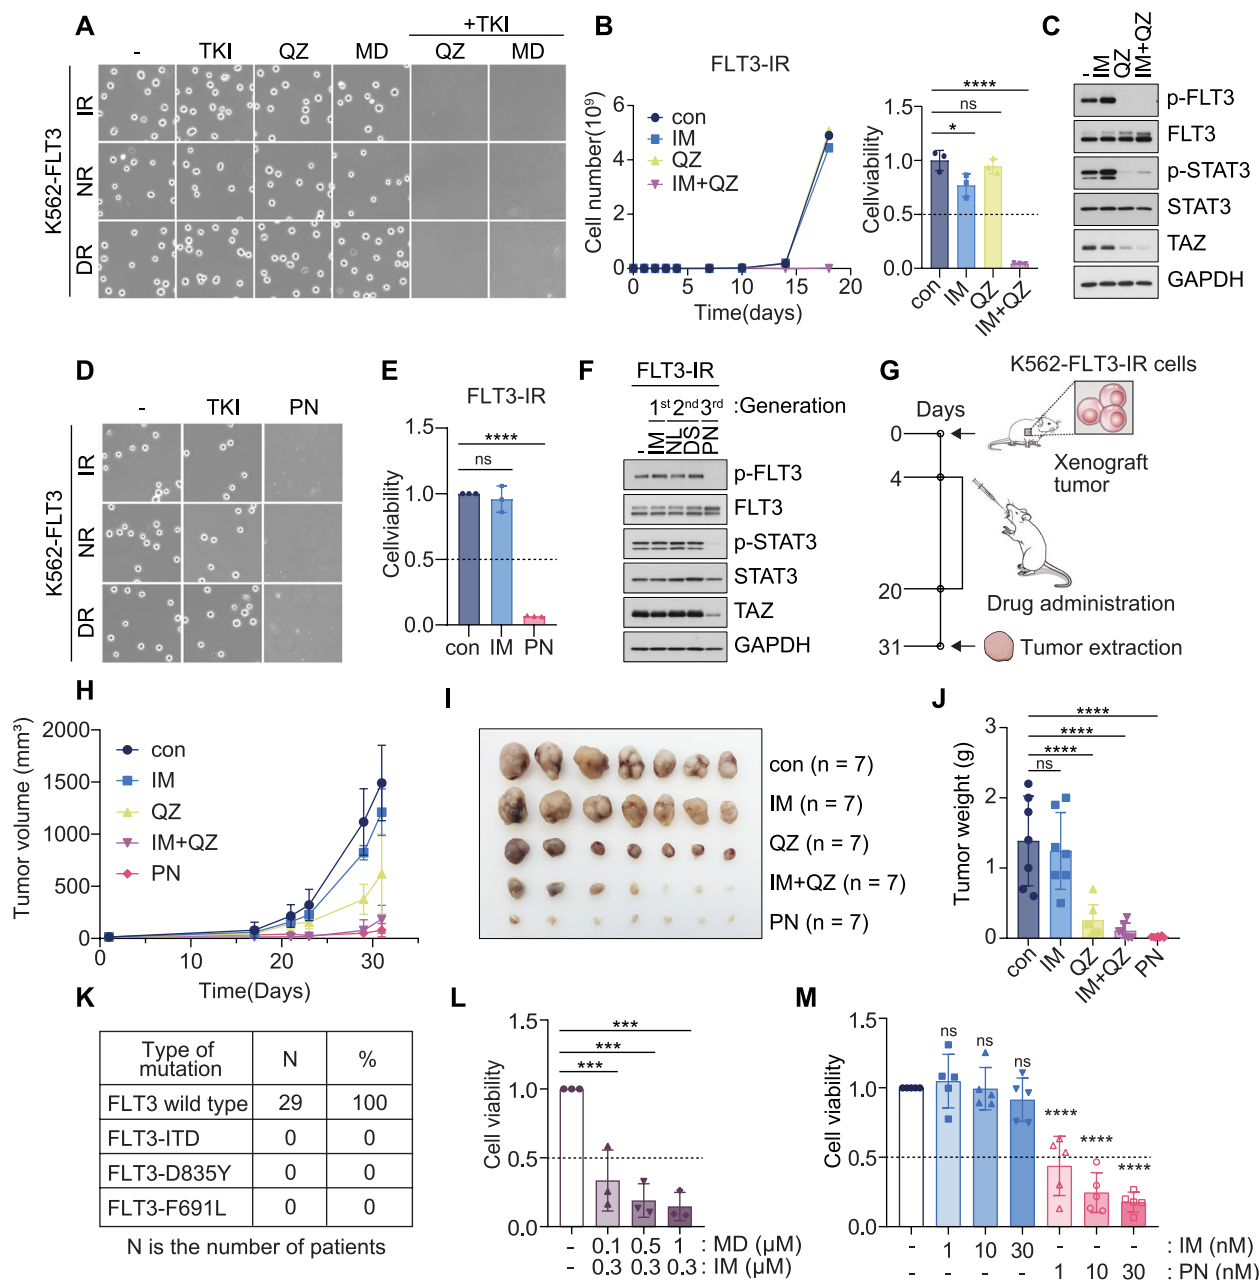 A
+TKI
- TKI QZ MD QZ MD
K562-FLT3
IR
NR
DR
B
FLT3-IR
Cell number(10⁹)
6
4
2
0
0 5 10 15 20
Time(days)
con
IM
QZ
IM+QZ
Cellviability
1.5
1.0
0.5
0.0
****
ns
*
con IM QZ IM+QZ
C
- IM QZ IM+QZ
p-FLT3
FLT3
p-STAT3
STAT3
TAZ
GAPDH
D
- TKI PN
K562-FLT3
IR
NR
DR
E
FLT3-IR
Cellviability
1.5
1.0
0.5
0.0
****
ns
con IM PN
F
FLT3-IR
1st 2nd 3rd :Generation
- IM NL DS PN
p-FLT3
FLT3
p-STAT3
STAT3
TAZ
GAPDH
G
K562-FLT3-IR cells
Days
0
4
20
31
Xenograft
tumor
Drug administration
Tumor extraction
H
Tumor volume (mm³)
2000
1500
1000
500
0
0 10 20 30
Time(Days)
con
IM
QZ
IM+QZ
PN
I
con (n = 7)
IM (n = 7)
QZ (n = 7)
IM+QZ (n = 7)
PN (n = 7)
J
Tumor weight (g)
3
2
1
0
****
****
****
ns
con IM QZ IM+QZ PN
K
Type of
mutation N %
FLT3 wild type 29 100
FLT3-ITD 0 0
FLT3-D835Y 0 0
FLT3-F691L 0 0
N is the number of patients
L
Cell viability
1.5
1.0
0.5
0.0
***
***
***
- 0.1 0.5 1 : MD (µM)
- 0.3 0.3 0.3 : IM (µM)
M
Cell viability
1.5
1.0
0.5
0.0
ns ns ns **** **** ****
- 1 10 30 - - - : IM (nM)
- - - - 1 10 30 : PN (nM)